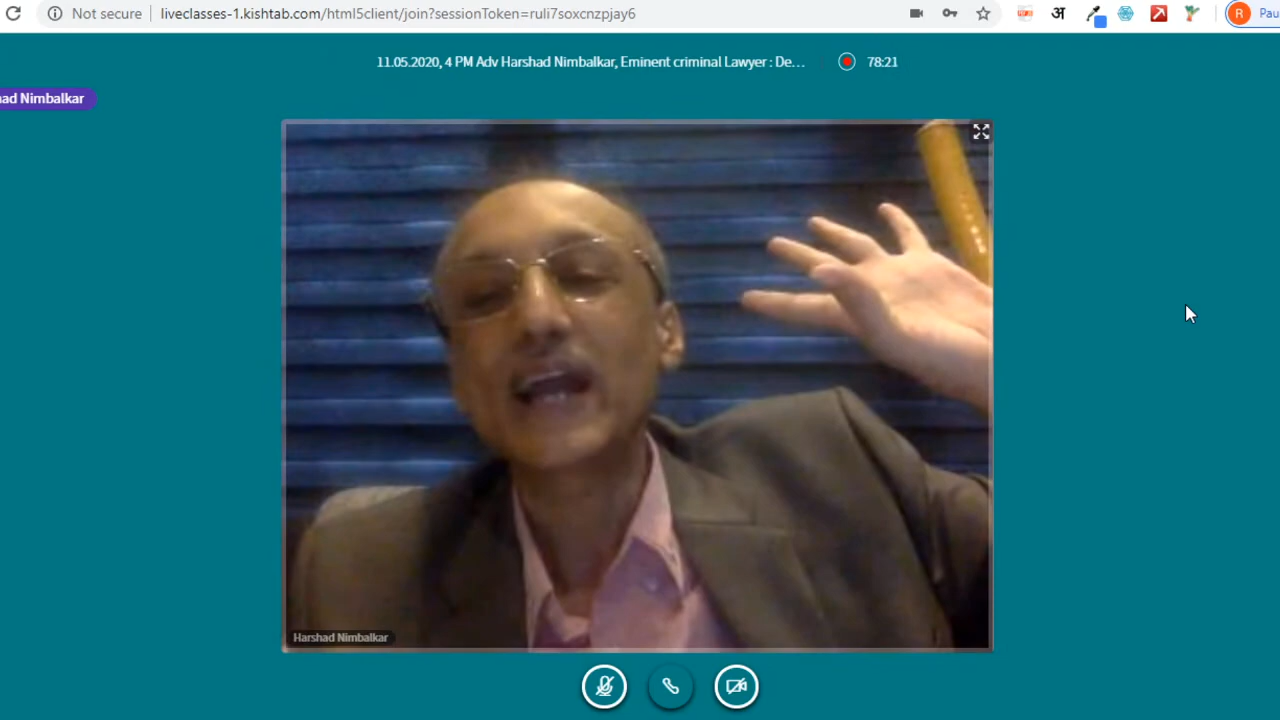 Not secure
liveclasses-1.kishtab.com/html5client/join?sessionToken=ruli7soxcnzpjay6
अ
R
Pau
11.05.2020, 4 PM Adv Harshad Nimbalkar, Eminent criminal Lawyer : De...
78:21
ad Nimbalkar
Harshad Nimbalkar